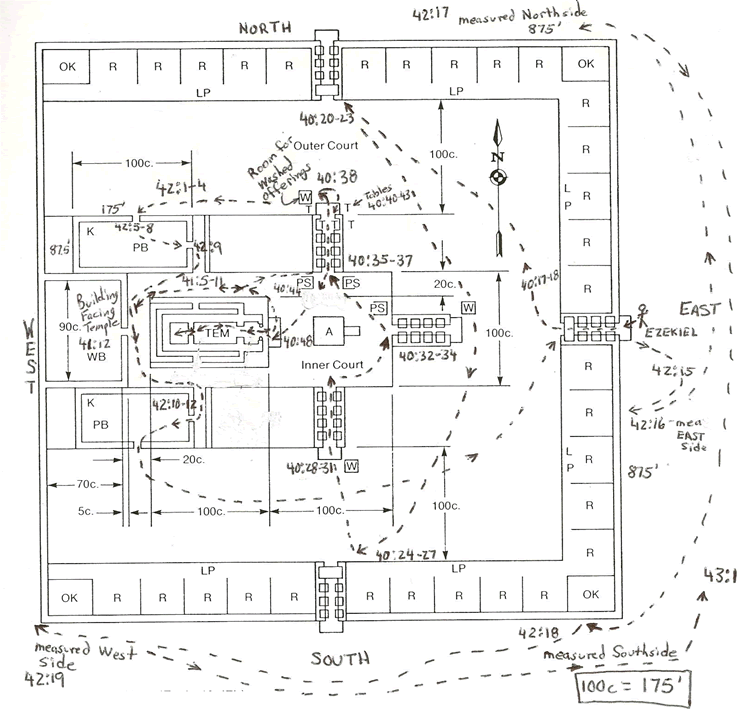 42:17 measured Northside
875'
NORTH
OK R R R R R R R R R R OK
LP LP
R
R
R
R
R
L
P
40:20-23
Outer Court
100c.
100c.
N
Room for
Washed
Offerings
W
40:38
Tables
40:40-43
T T
T
42:1-4
175'
42:5-8
K
PB
875'
42:9
40:35-37
41:5-11
40:44
PS PS
PS
20c.
W
40:17-18
EAST
EZEKIEL
42:15
42:16-mea
EAST
Side
875'
WEST
90c.
Building
Facing
Temple
41:12
WB
TEM
40:48
A
Inner Court
40:32-34
100c.
K
PB
42:10-12
40:28-31
W
20c.
70c.
5c.
100c.
100c.
100c.
40:24-27
R
R
L
P
R
R
R
LP LP
OK R R R R R R R R R R OK
SOUTH
measured West
Side
42:19
42:18
measured Southside
43:1
100c = 175'